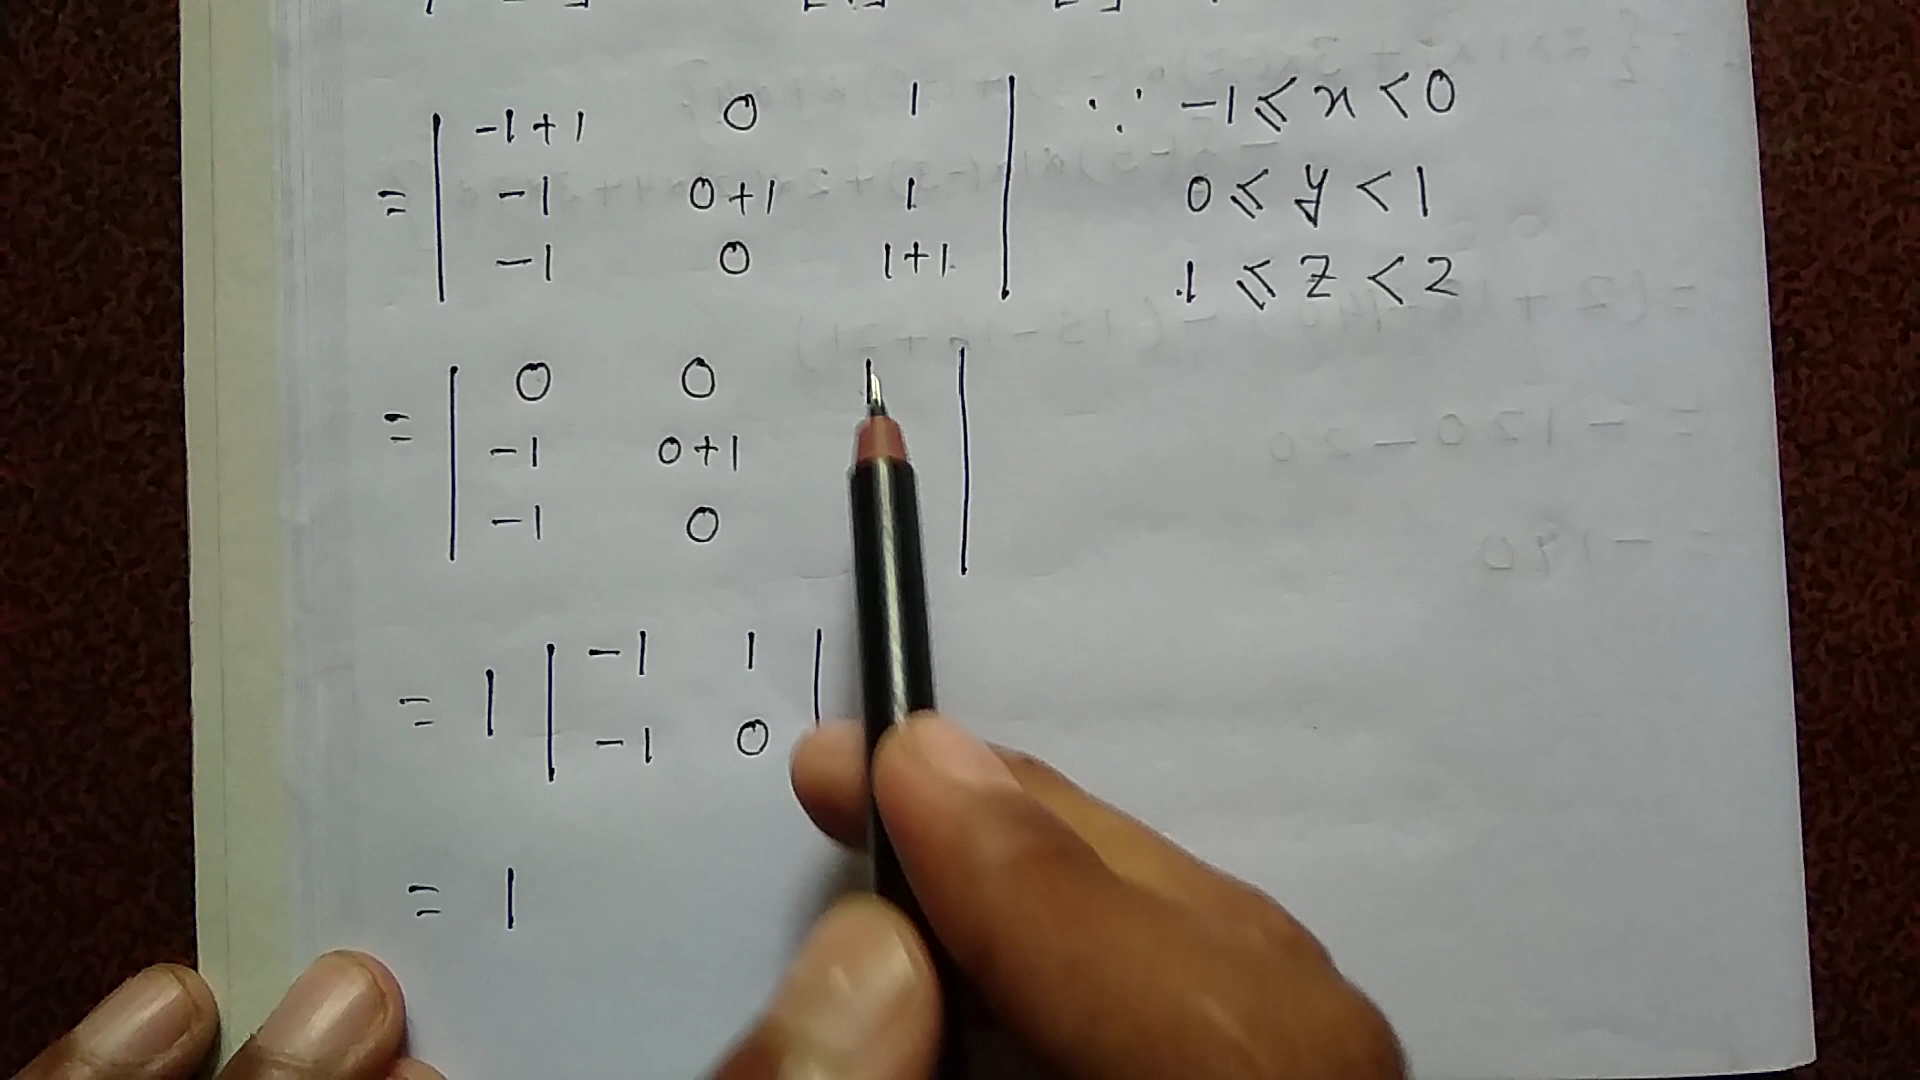 | -1+1 0 1 | ∵ -1 ≤ x < 0
= | -1 0+1 1 | 0 ≤ y < 1
| -1 0 1+1 | 1 ≤ z < 2
| 0 0 1 |
= | -1 0+1 |
| -1 0 |
= 1 | -1 1 |
| -1 0 |
= 1